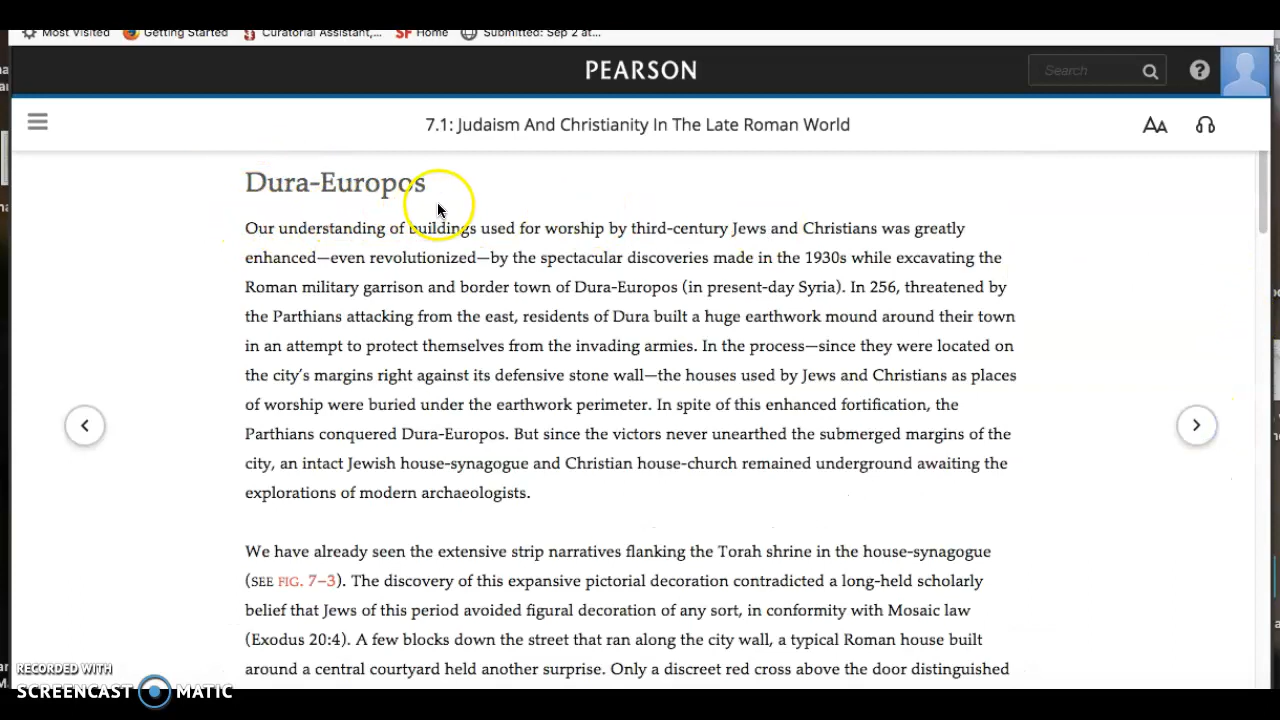 Most Visited Getting Started Curatorial Assistant,... SF Home Submitted: Sep 2 at...
PEARSON
Search
?
7.1: Judaism And Christianity In The Late Roman World
AA
Dura-Europos
Our understanding of buildings used for worship by third-century Jews and Christians was greatly
enhanced—even revolutionized—by the spectacular discoveries made in the 1930s while excavating the
Roman military garrison and border town of Dura-Europos (in present-day Syria). In 256, threatened by
the Parthians attacking from the east, residents of Dura built a huge earthwork mound around their town
in an attempt to protect themselves from the invading armies. In the process—since they were located on
the city's margins right against its defensive stone wall—the houses used by Jews and Christians as places
of worship were buried under the earthwork perimeter. In spite of this enhanced fortification, the
Parthians conquered Dura-Europos. But since the victors never unearthed the submerged margins of the
city, an intact Jewish house-synagogue and Christian house-church remained underground awaiting the
explorations of modern archaeologists.
We have already seen the extensive strip narratives flanking the Torah shrine in the house-synagogue
(SEE FIG. 7–3). The discovery of this expansive pictorial decoration contradicted a long-held scholarly
belief that Jews of this period avoided figural decoration of any sort, in conformity with Mosaic law
(Exodus 20:4). A few blocks down the street that ran along the city wall, a typical Roman house built
around a central courtyard held another surprise. Only a discreet red cross above the door distinguished
RECORDED WITH
SCREENCAST MATIC